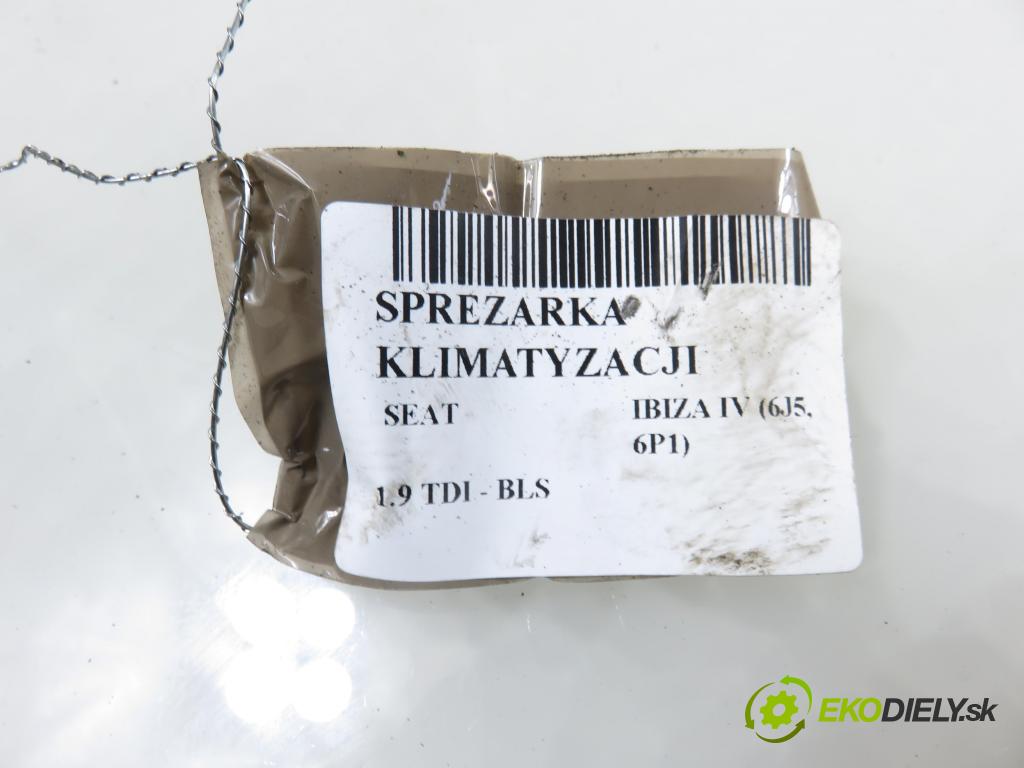 SPREZARKA
KLIMATYZACJI
SEAT IBIZA IV (6J5,
6P1)
1.9 TDI - BLS
EKODIELY.sk